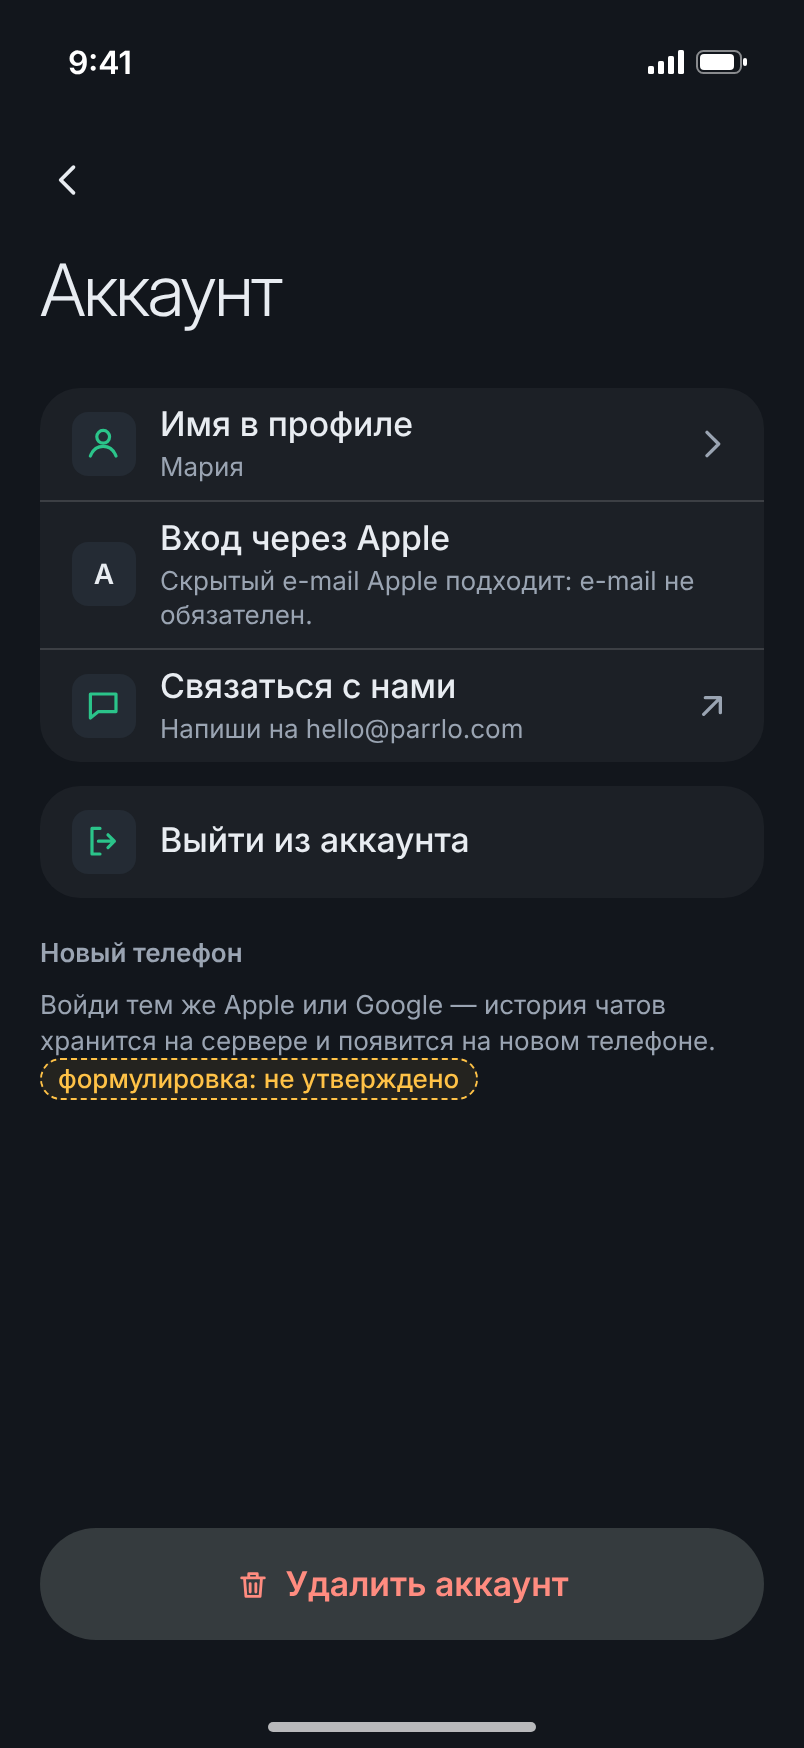 9:41
Аккаунт
Имя в профиле
Мария
A
Вход через Apple
Скрытый e-mail Apple подходит: e-mail не
обязателен.
Связаться с нами
Напиши на hello@parrlo.com
Выйти из аккаунта
Новый телефон
Войди тем же Apple или Google — история чатов
хранится на сервере и появится на новом телефоне.
формулировка: не утверждено
Удалить аккаунт